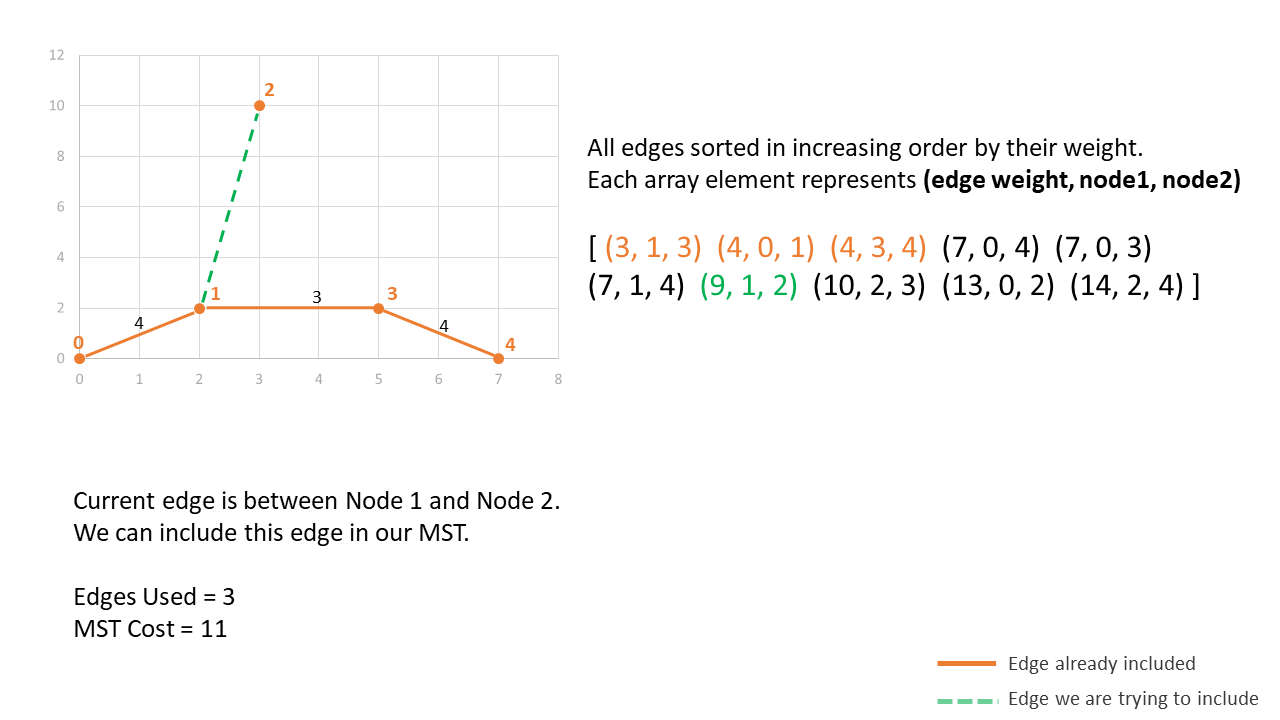 12
10
8
6
4
2
0
0 1 2 3 4 5 6 7 8
2
1
3
3
4
4
0
4
All edges sorted in increasing order by their weight.
Each array element represents (edge weight, node1, node2)
[ (3, 1, 3) (4, 0, 1) (4, 3, 4) (7, 0, 4) (7, 0, 3)
(7, 1, 4) (9, 1, 2) (10, 2, 3) (13, 0, 2) (14, 2, 4) ]
Current edge is between Node 1 and Node 2.
We can include this edge in our MST.
Edges Used = 3
MST Cost = 11
Edge already included
Edge we are trying to include